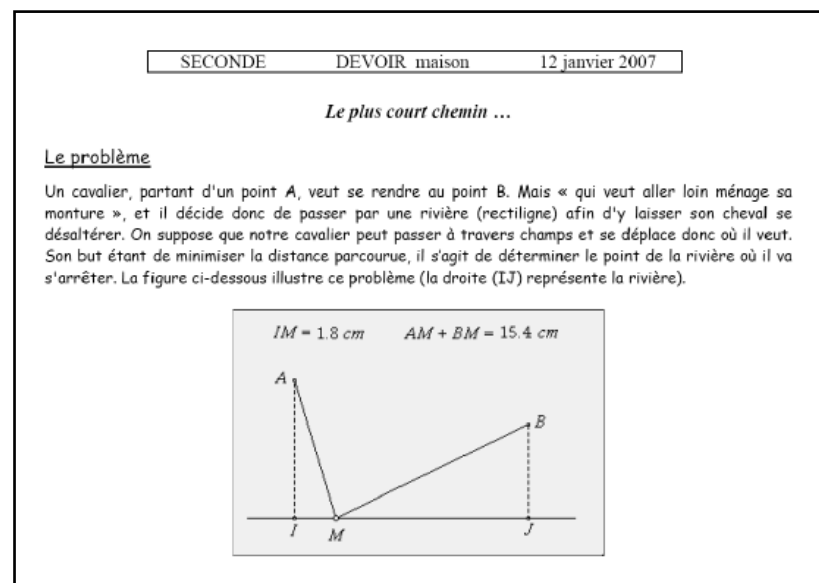 SECONDE DEVOIR maison 12 janvier 2007
Le plus court chemin …
Le problème
Un cavalier, partant d'un point A, veut se rendre au point B. Mais « qui veut aller loin ménage sa
monture », et il décide donc de passer par une rivière (rectiligne) afin d'y laisser son cheval se
désaltérer. On suppose que notre cavalier peut passer à travers champs et se déplace donc où il veut.
Son but étant de minimiser la distance parcourue, il s'agit de déterminer le point de la rivière où il va
s'arrêter. La figure ci-dessous illustre ce problème (la droite (IJ) représente la rivière).
IM = 1.8 cm AM + BM = 15.4 cm
A
B
I M J